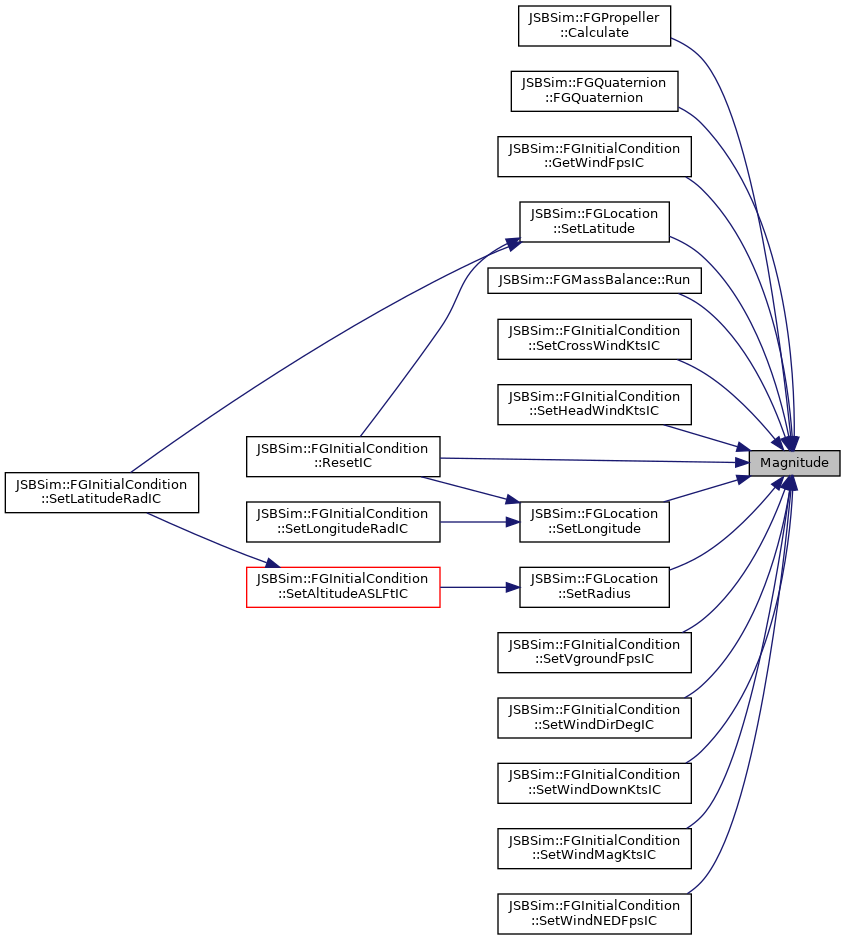 JSBSim::FGPropeller
::Calculate
JSBSim::FGQuaternion
::FGQuaternion
JSBSim::FGInitialCondition
::GetWindFpsIC
JSBSim::FGLocation
::SetLatitude
JSBSim::FGMassBalance::Run
JSBSim::FGInitialCondition
::SetCrossWindKtsIC
JSBSim::FGInitialCondition
::SetHeadWindKtsIC
JSBSim::FGInitialCondition
::ResetIC
Magnitude
JSBSim::FGInitialCondition
::SetLatitudeRadIC
JSBSim::FGInitialCondition
::SetLongitudeRadIC
JSBSim::FGLocation
::SetLongitude
JSBSim::FGInitialCondition
::SetAltitudeASLFtIC
JSBSim::FGLocation
::SetRadius
JSBSim::FGInitialCondition
::SetVgroundFpsIC
JSBSim::FGInitialCondition
::SetWindDirDegIC
JSBSim::FGInitialCondition
::SetWindDownKtsIC
JSBSim::FGInitialCondition
::SetWindMagKtsIC
JSBSim::FGInitialCondition
::SetWindNEDFpsIC